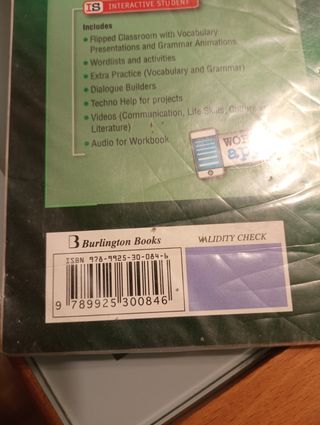 IS INTERACTIVE STUDENT
Includes
• Flipped Classroom with Vocabulary
Presentations and Grammar Animations
• Wordlists and activities
• Extra Practice (Vocabulary and Grammar)
• Dialogue Builders
• Techno Help for projects
• Videos (Communication, Life Skills, Culture
Literature)
• Audio for Workbook
B Burlington Books
VALIDITY CHECK
ISBN 978-9925-30-084-6
9 789925 300846